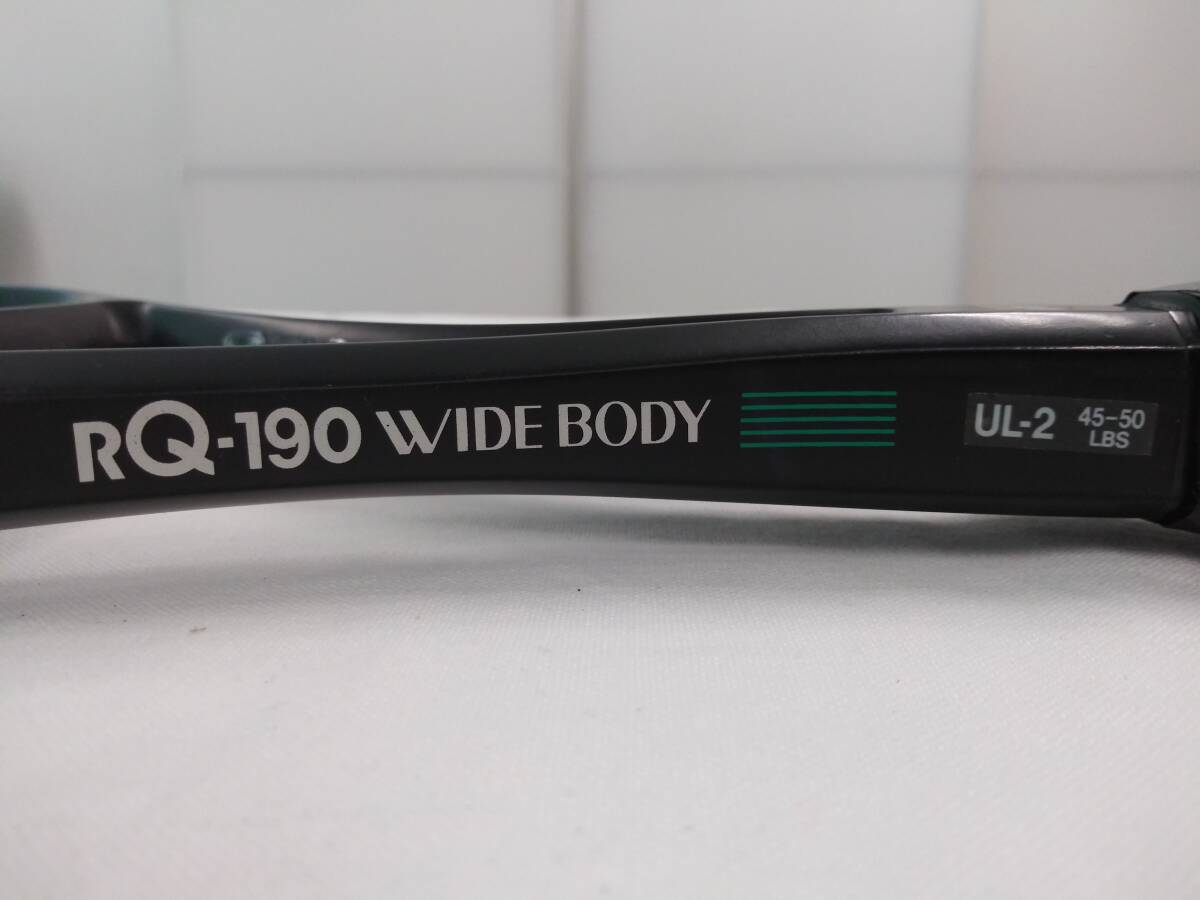 RQ-190 WIDE BODY
UL-2 45-50
LBS